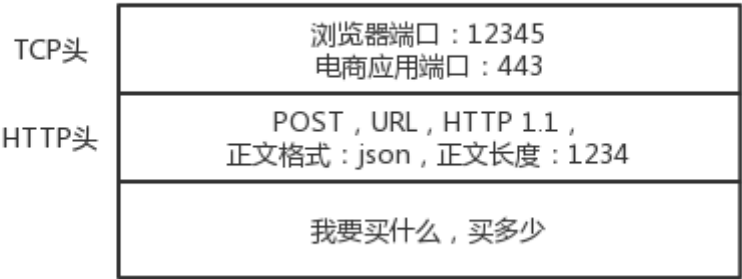 TCP头
浏览器端口：12345
电商应用端口：443
HTTP头
POST，URL，HTTP 1.1，
正文格式：json，正文长度：1234
我要买什么，买多少